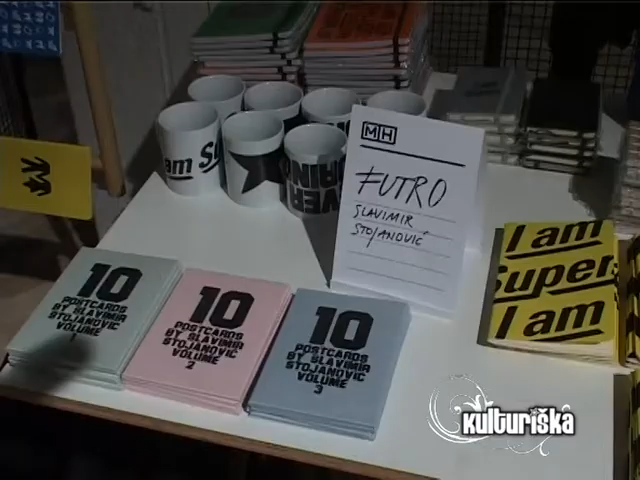 am S
MH
FUTRO
SLAVIMIR
STOJANOVIĆ
10
POSTCARDS
BY SLAVIMIR
STOJANOVIC
VOLUME
1
10
POSTCARDS
BY SLAVIMIR
STOJANOVIC
VOLUME
2
10
POSTCARDS
BY SLAVIMIR
STOJANOVIC
VOLUME
3
I am
Super.
I am
kulturiška